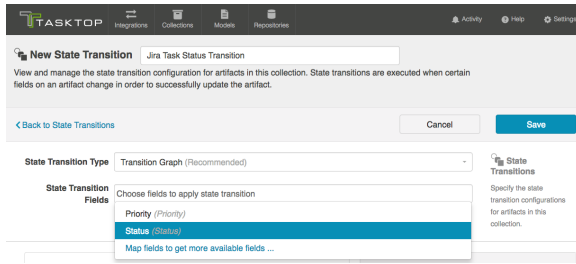 TASKTOP
Integrations
Collections
Models
Repositories
Activity
Help
Settings
New State Transition
Jira Task Status Transition
View and manage the state transition configuration for artifacts in this collection. State transitions are executed when certain
fields on an artifact change in order to successfully update the artifact.
Back to State Transitions
Cancel
Save
State Transition Type
Transition Graph (Recommended)
State Transition
Fields
Choose fields to apply state transition
Priority (Priority)
Status (Status)
Map fields to get more available fields ...
State
Transitions
Specify the state
transition configurations
for artifacts in this
collection.